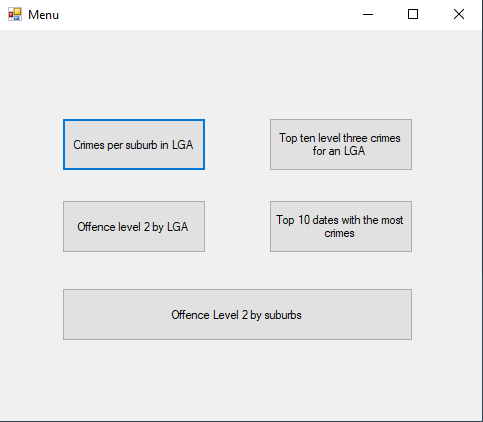 Menu
Crimes per suburb in LGA
Top ten level three crimes
for an LGA
Offence level 2 by LGA
Top 10 dates with the most
crimes
Offence Level 2 by suburbs